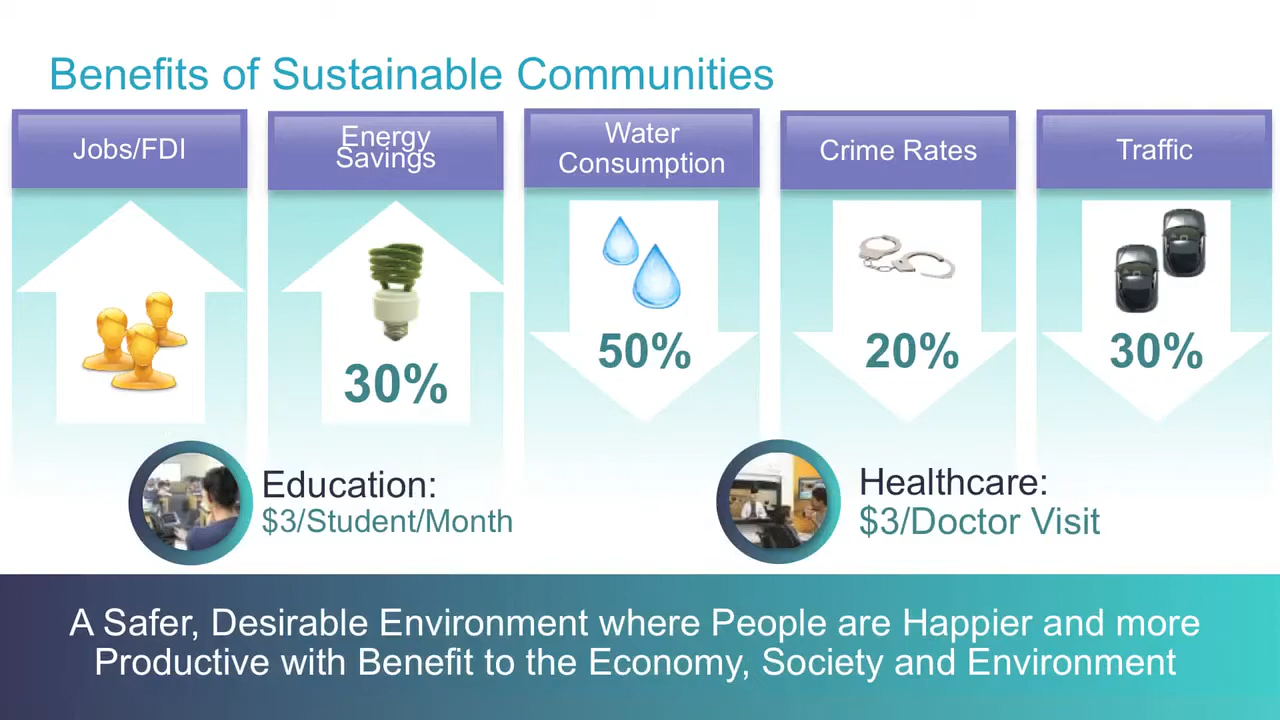 Benefits of Sustainable Communities
Jobs/FDI
Energy
Savings
30%
Water
Consumption
50%
Crime Rates
20%
Traffic
30%
Education:
$3/Student/Month
Healthcare:
$3/Doctor Visit
A Safer, Desirable Environment where People are Happier and more
Productive with Benefit to the Economy, Society and Environment